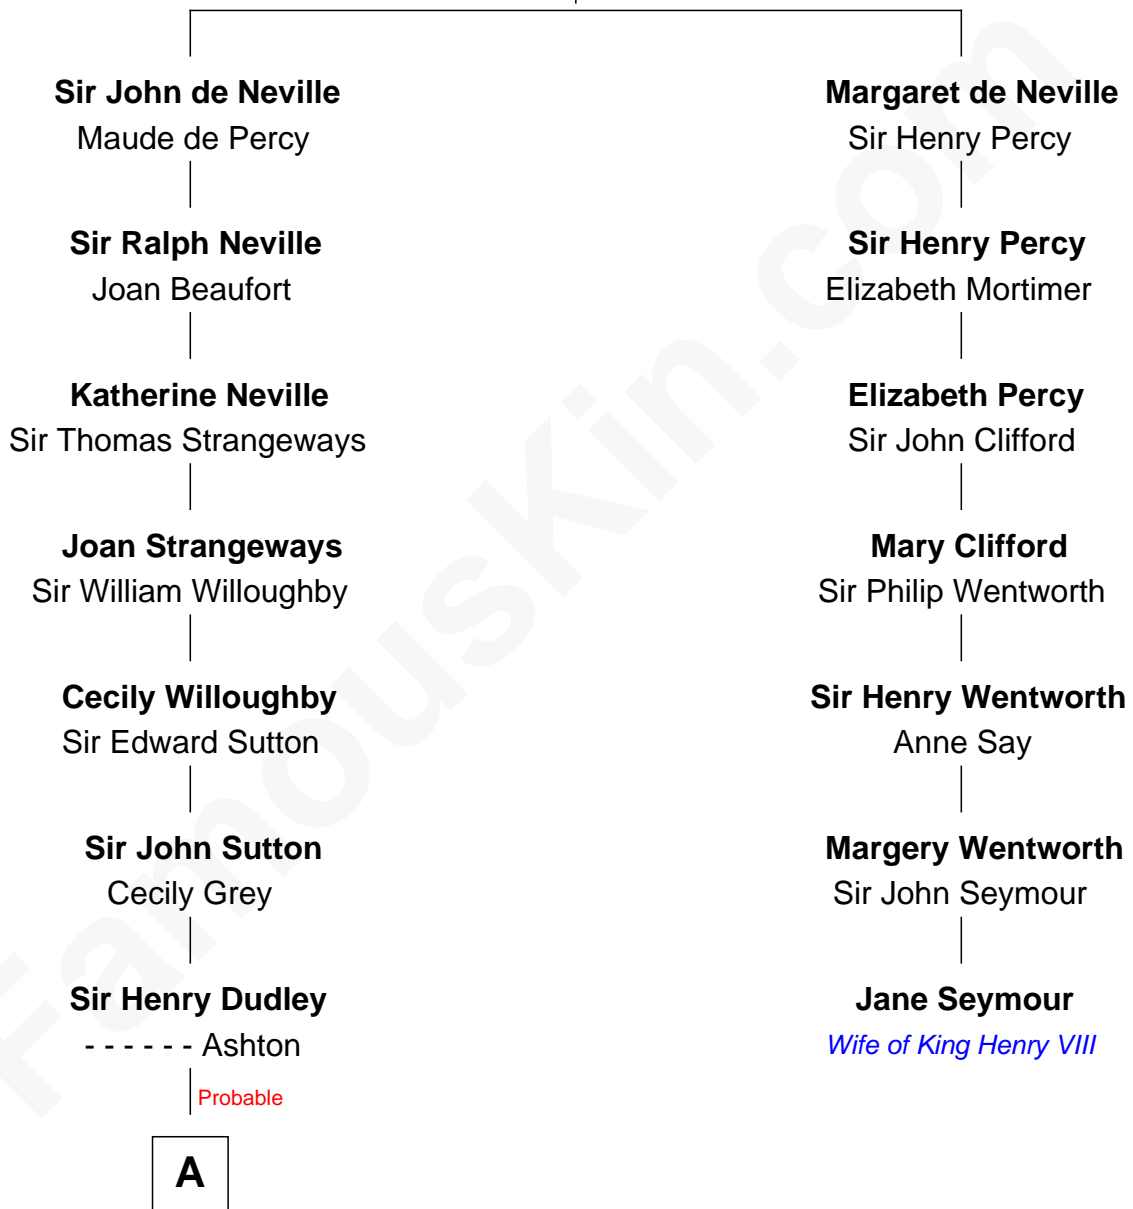 Sir John de Neville
Maude de Percy
Sir Ralph Neville
Joan Beaufort
Katherine Neville
Sir Thomas Strangeways
Joan Strangeways
Sir William Willoughby
Cecily Willoughby
Sir Edward Sutton
Sir John Sutton
Cecily Grey
Sir Henry Dudley
- - - - - - Ashton
Probable
A
Margaret de Neville
Sir Henry Percy
Sir Henry Percy
Elizabeth Mortimer
Elizabeth Percy
Sir John Clifford
Mary Clifford
Sir Philip Wentworth
Sir Henry Wentworth
Anne Say
Margery Wentworth
Sir John Seymour
Jane Seymour
Wife of King Henry VIII
FamousKin.com